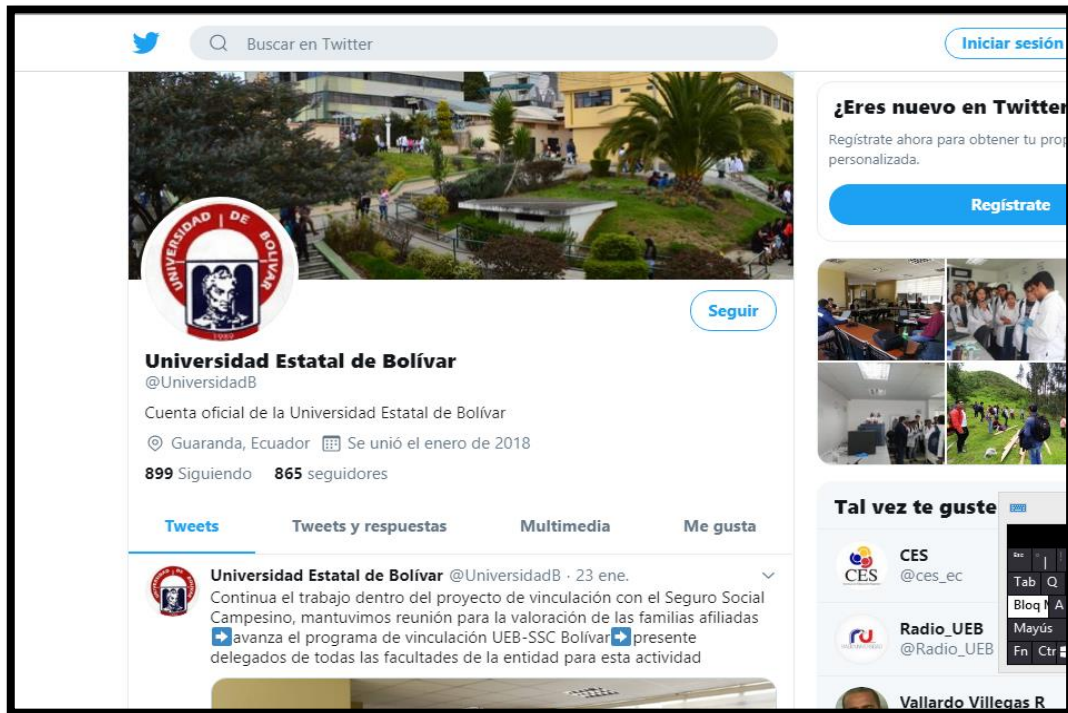 Buscar en Twitter
Iniciar sesión
UNIVERSIDAD DE BOLIVAR
1989
Seguir
Universidad Estatal de Bolívar
@UniversidadB
Cuenta oficial de la Universidad Estatal de Bolívar
Guaranda, Ecuador Se unió el enero de 2018
899 Siguiendo 865 seguidores
Tweets Tweets y respuestas Multimedia Me gusta
Universidad Estatal de Bolívar @UniversidadB · 23 ene.
Continua el trabajo dentro del proyecto de vinculación con el Seguro Social
Campesino, mantuvimos reunión para la valoración de las familias afiliadas
➡avanza el programa de vinculación UEB-SSC Bolívar➡presente
delegados de todas las facultades de la entidad para esta actividad
¿Eres nuevo en Twitter
Regístrate ahora para obtener tu prop
personalizada.
Regístrate
Tal vez te guste
CES
CES
@ces_ec
Radio_UEB
@Radio_UEB
Vallardo Villegas R
Esc
Tab Q
Bloq A
Mayús
Fn Ctr